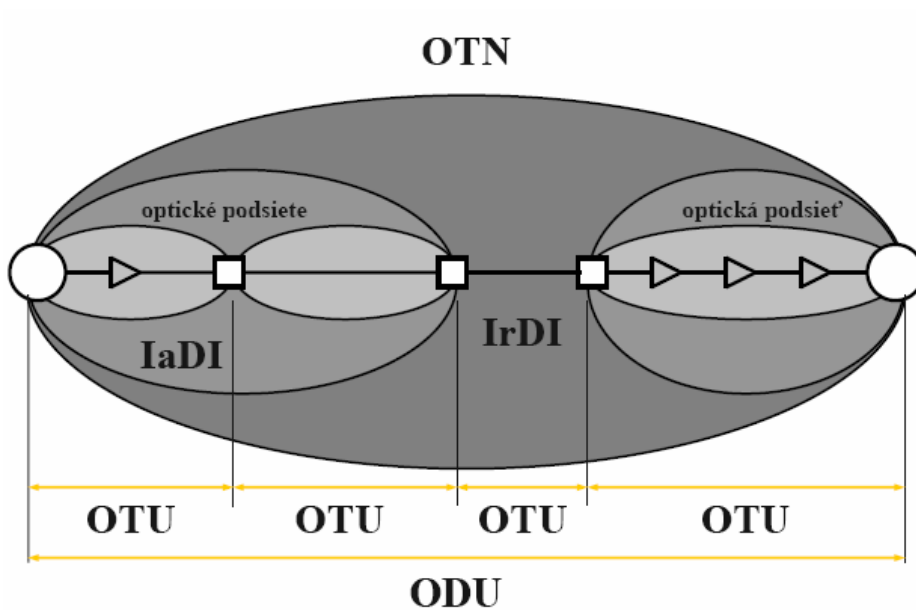 OTN
optické podsiete
optická podsieť
IaDI
IrDI
OTU
OTU
OTU
OTU
ODU